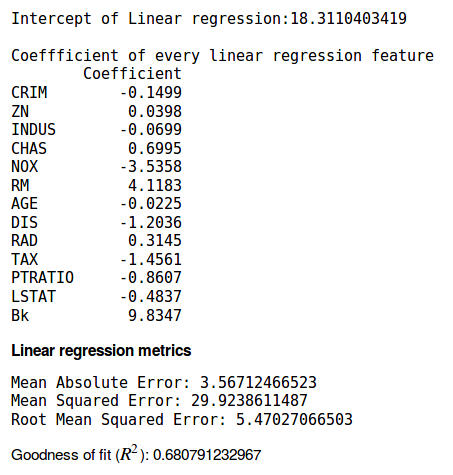 Intercept of Linear regression:18.3110403419
Coeffficient of every linear regression feature
Coefficient
CRIM -0.1499
ZN 0.0398
INDUS -0.0699
CHAS 0.6995
NOX -3.5358
RM 4.1183
AGE -0.0225
DIS -1.2036
RAD 0.3145
TAX -1.4561
PTRATIO -0.8607
LSTAT -0.4837
Bk 9.8347
Linear regression metrics
Mean Absolute Error: 3.56712466523
Mean Squared Error: 29.9238611487
Root Mean Squared Error: 5.47027066503
Goodness of fit (R²): 0.680791232967